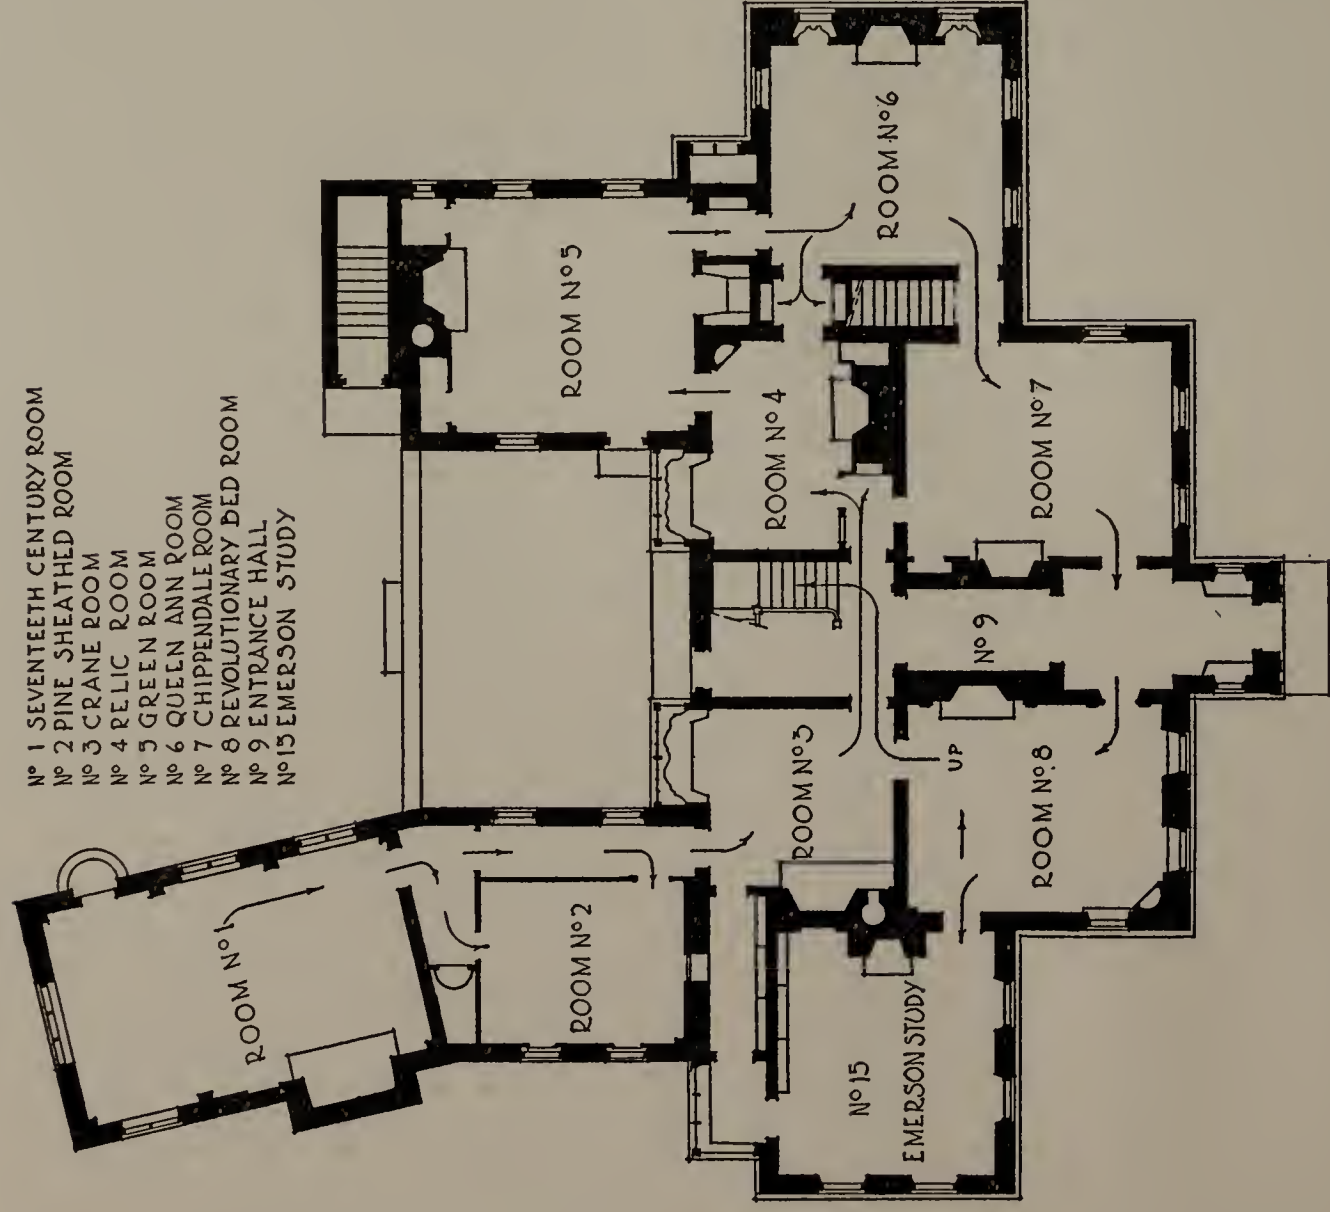 Nº 1 SEVENTEETH CENTURY ROOM
Nº 2 PINE SHEATHED ROOM
Nº 3 CRANE ROOM
Nº 4 RELIC ROOM
Nº 5 GREEN ROOM
Nº 6 QUEEN ANN ROOM
Nº 7 CHIPPENDALE ROOM
Nº 8 REVOLUTIONARY BED ROOM
Nº 9 ENTRANCE HALL
Nº 15 EMERSON STUDY
ROOM Nº 1
ROOM Nº 2
Nº 15
EMERSON STUDY
ROOM Nº 3
UP
ROOM Nº 8
Nº 9
ROOM Nº 4
ROOM Nº 5
ROOM Nº 7
ROOM Nº 6